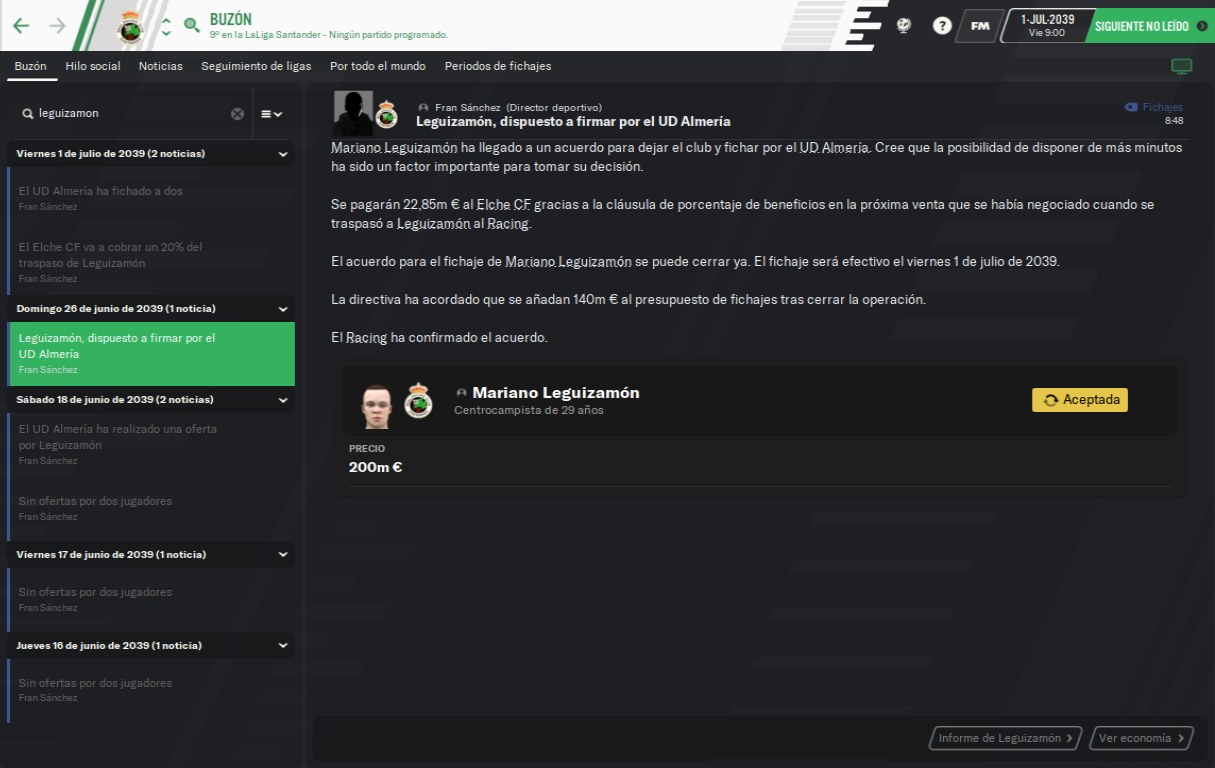 BUZÓN
9º en la LaLiga Santander - Ningún partido programado.
?
FM
1-JUL-2039
Vie 9:00
SIGUIENTE NO LEÍDO
Buzón Hilo social Noticias Seguimiento de ligas Por todo el mundo Periodos de fichajes
leguizamon
Viernes 1 de julio de 2039 (2 noticias)
El UD Almería ha fichado a dos
Fran Sánchez
El Elche CF va a cobrar un 20% del
traspaso de Leguizamón
Fran Sánchez
Domingo 26 de junio de 2039 (1 noticia)
Leguizamón, dispuesto a firmar por el
UD Almería
Fran Sánchez
Sábado 18 de junio de 2039 (2 noticias)
El UD Almería ha realizado una oferta
por Leguizamón
Fran Sánchez
Sin ofertas por dos jugadores
Fran Sánchez
Viernes 17 de junio de 2039 (1 noticia)
Sin ofertas por dos jugadores
Fran Sánchez
Jueves 16 de junio de 2039 (1 noticia)
Sin ofertas por dos jugadores
Fran Sánchez
Fran Sánchez (Director deportivo)
Leguizamón, dispuesto a firmar por el UD Almería
Fichajes
8:48
Mariano Leguizamón ha llegado a un acuerdo para dejar el club y fichar por el UD Almería. Cree que la posibilidad de disponer de más minutos
ha sido un factor importante para tomar su decisión.
Se pagarán 22,85m € al Elche CF gracias a la cláusula de porcentaje de beneficios en la próxima venta que se había negociado cuando se
traspasó a Leguizamón al Racing.
El acuerdo para el fichaje de Mariano Leguizamón se puede cerrar ya. El fichaje será efectivo el viernes 1 de julio de 2039.
La directiva ha acordado que se añadan 140m € al presupuesto de fichajes tras cerrar la operación.
El Racing ha confirmado el acuerdo.
Mariano Leguizamón
Centrocampista de 29 años
Aceptada
PRECIO
200m €
Informe de Leguizamón
Ver economía